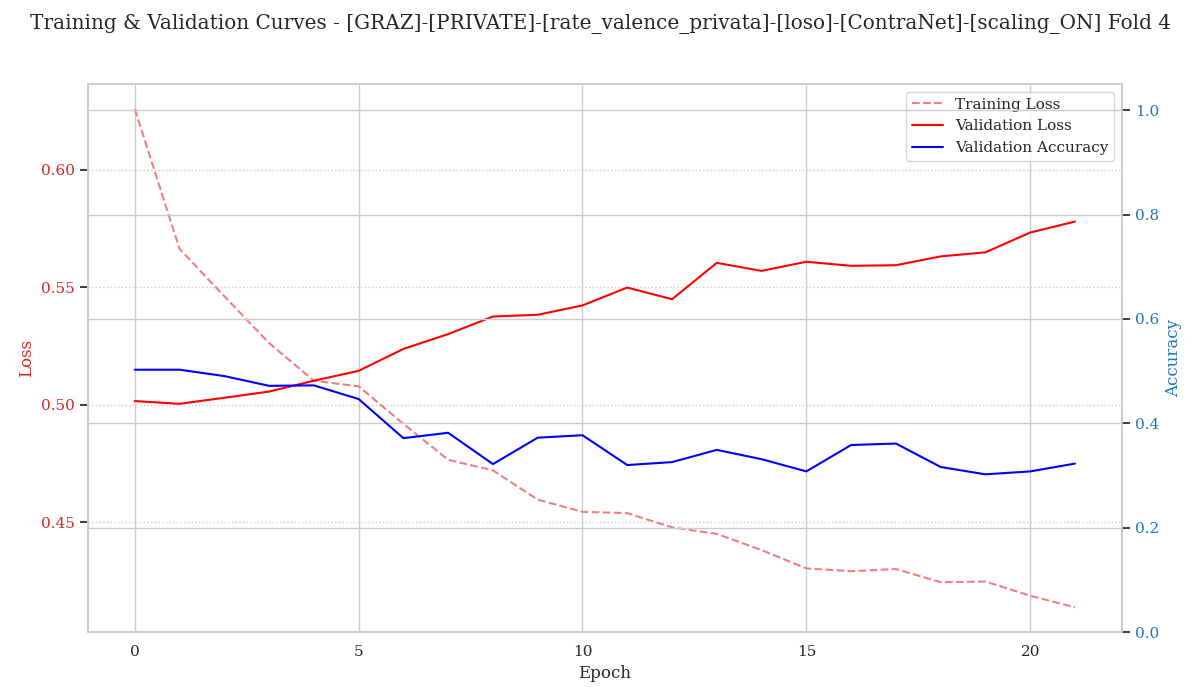 Training & Validation Curves - [GRAZ]-[PRIVATE]-[rate_valence_privata]-[loso]-[ContraNet]-[scaling_ON] Fold 4
Training Loss
Validation Loss
Validation Accuracy
0.60
0.55
0.50
0.45
Loss
1.0
0.8
0.6
0.4
0.2
0.0
Accuracy
0
5
10
15
20
Epoch